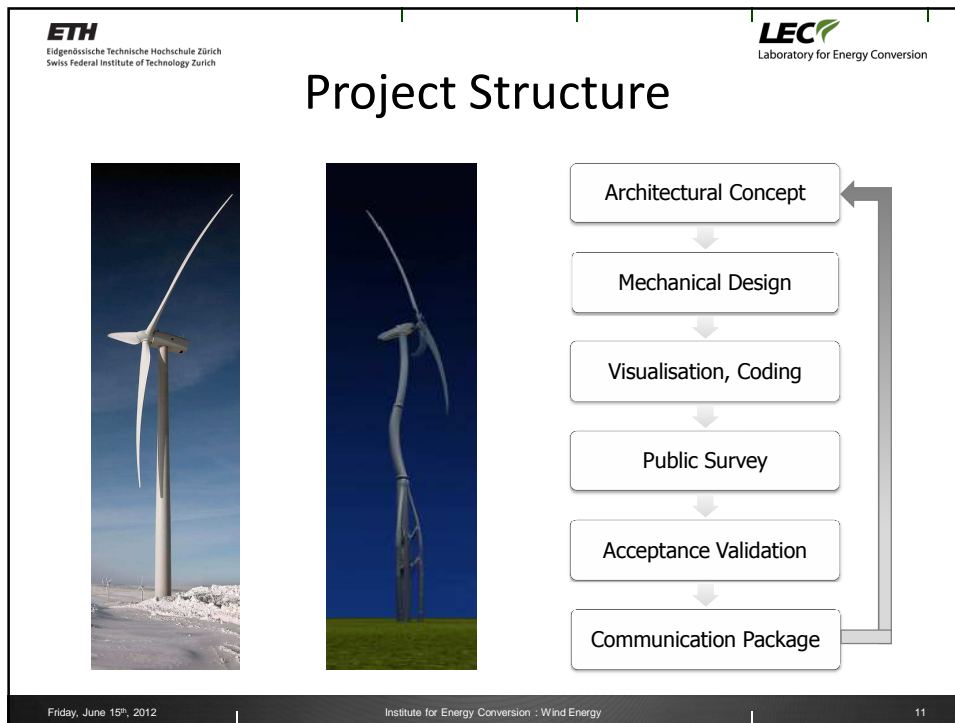 ETH
Eidgenössische Technische Hochschule Zürich
Swiss Federal Institute of Technology Zurich
LEC
Laboratory for Energy Conversion
Project Structure
Architectural Concept
Mechanical Design
Visualisation, Coding
Public Survey
Acceptance Validation
Communication Package
Friday, June 15th, 2012
Institute for Energy Conversion : Wind Energy
11